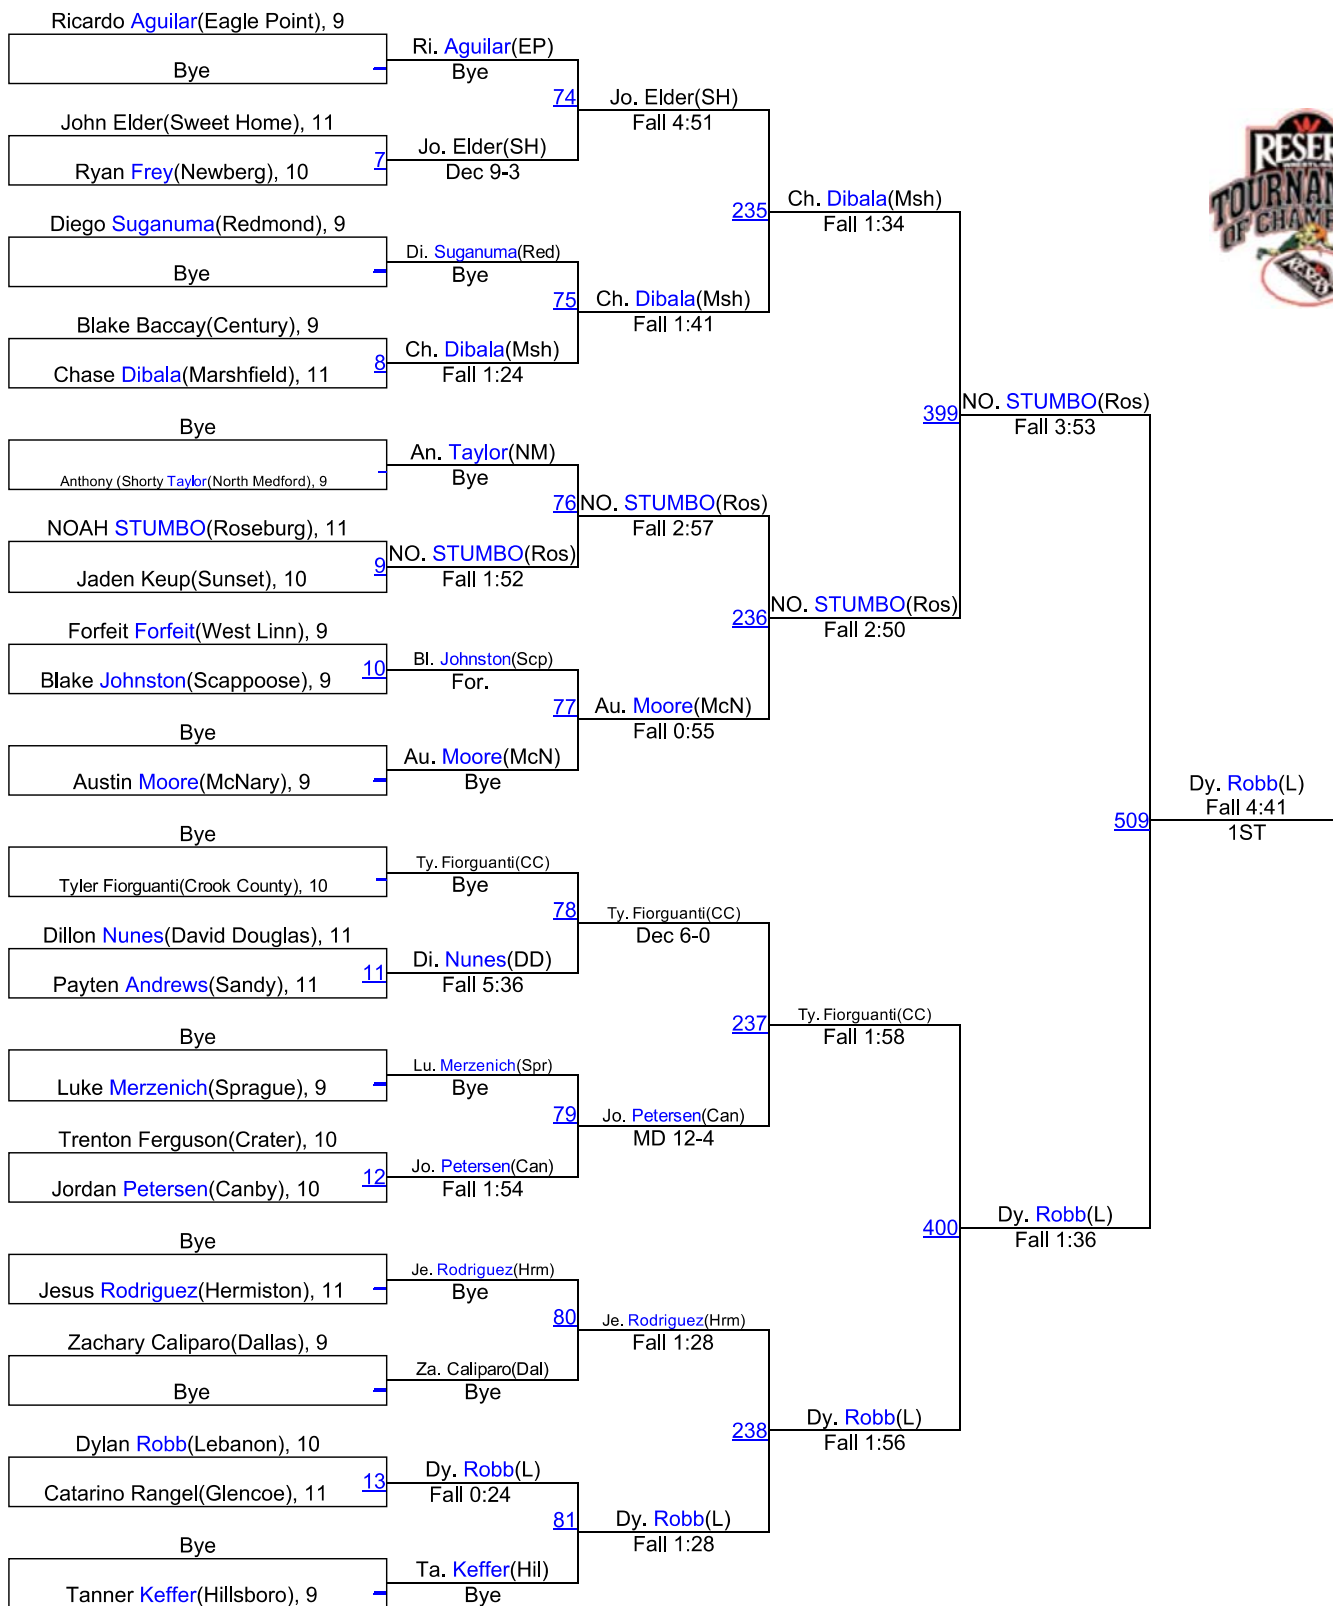 Ricardo Aguilar(Eagle Point), 9
Bye
Ri. Aguilar(EP)
Bye
74
Jo. Elder(SH)
Fall 4:51
John Elder(Sweet Home), 11
Ryan Frey(Newberg), 10
7
Jo. Elder(SH)
Dec 9-3
235
Ch. Dibala(Msh)
Fall 1:34
Diego Suganuma(Redmond), 9
Bye
Di. Suganuma(Red)
Bye
75
Ch. Dibala(Msh)
Fall 1:41
Blake Baccay(Century), 9
Chase Dibala(Marshfield), 11
8
Ch. Dibala(Msh)
Fall 1:24
399
NO. STUMBO(Ros)
Fall 3:53
Bye
Anthony (Shorty Taylor(North Medford), 9
An. Taylor(NM)
Bye
76
NO. STUMBO(Ros)
Fall 2:57
NOAH STUMBO(Roseburg), 11
Jaden Keup(Sunset), 10
9
NO. STUMBO(Ros)
Fall 1:52
236
NO. STUMBO(Ros)
Fall 2:50
Forfeit Forfeit(West Linn), 9
Blake Johnston(Scappoose), 9
10
Bl. Johnston(Scp)
For.
77
Au. Moore(McN)
Fall 0:55
Bye
Austin Moore(McNary), 9
Au. Moore(McN)
Bye
509
Dy. Robb(L)
Fall 4:41
1ST
Bye
Tyler Fiorguanti(Crook County), 10
Ty. Fiorguanti(CC)
Bye
78
Ty. Fiorguanti(CC)
Dec 6-0
Dillon Nunes(David Douglas), 11
Payten Andrews(Sandy), 11
11
Di. Nunes(DD)
Fall 5:36
237
Ty. Fiorguanti(CC)
Fall 1:58
Bye
Luke Merzenich(Sprague), 9
Lu. Merzenich(Spr)
Bye
79
Jo. Petersen(Can)
MD 12-4
Trenton Ferguson(Crater), 10
Jordan Petersen(Canby), 10
12
Jo. Petersen(Can)
Fall 1:54
400
Dy. Robb(L)
Fall 1:36
Bye
Jesus Rodriguez(Hermiston), 11
Je. Rodriguez(Hrm)
Bye
80
Je. Rodriguez(Hrm)
Fall 1:28
Zachary Caliparo(Dallas), 9
Bye
Za. Caliparo(Dal)
Bye
238
Dy. Robb(L)
Fall 1:56
Dylan Robb(Lebanon), 10
Catarino Rangel(Glencoe), 11
13
Dy. Robb(L)
Fall 0:24
81
Dy. Robb(L)
Fall 1:28
Bye
Tanner Keffer(Hillsboro), 9
Ta. Keffer(Hil)
Bye
RESER
TOURNAM
OF CHAMP